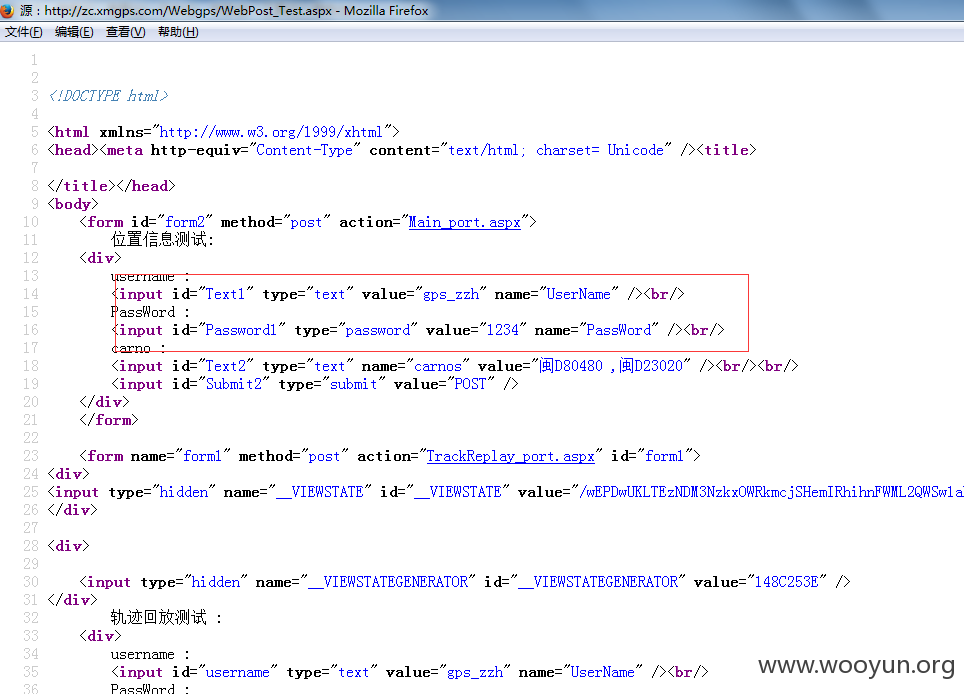 源：http://zc.xmgps.com/Webgps/WebPost_Test.aspx - Mozilla Firefox
文件(F) 编辑(E) 查看(V) 帮助(H)
1
2
3 <!DOCTYPE html>
4
5 <html xmlns="http://www.w3.org/1999/xhtml">
6 <head><meta http-equiv="Content-Type" content="text/html; charset= Unicode" /><title>
7
8 </title></head>
9 <body>
10 <form id="form2" method="post" action="Main_port.aspx">
11 位置信息测试:
12 <div>
13 username :
14 <input id="Text1" type="text" value="gps_zzh" name="UserName" /><br/>
15 PassWord :
16 <input id="Password1" type="password" value="1234" name="PassWord" /><br/>
17 carno :
18 <input id="Text2" type="text" name="carnos" value="闽D80480 ,闽D23020" /><br/><br/>
19 <input id="Submit2" type="submit" value="POST" />
20 </div>
21 </form>
22
23 <form name="form1" method="post" action="TrackReplay_port.aspx" id="form1">
24 <div>
25 <input type="hidden" name="__VIEWSTATE" id="__VIEWSTATE" value="/wEPDwUKLTEzNDM3NzkxOWRkmcjSHemIRhihnFWML2QWSw1a
26 </div>
27
28 <div>
29
30 <input type="hidden" name="__VIEWSTATEGENERATOR" id="__VIEWSTATEGENERATOR" value="148C253E" />
31 </div>
32 轨迹回放测试 :
33 <div>
34 username :
35 <input id="username" type="text" value="gps_zzh" name="UserName" /><br/>
36 PassWord :
www.wooyun.org